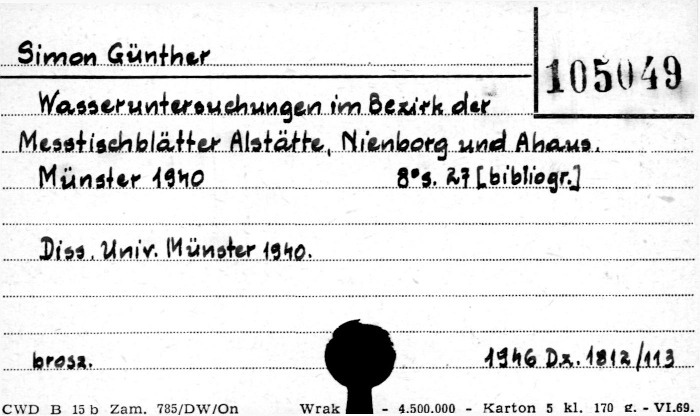 Simon Günther
105049
Wasseruntersuchungen im Bezirk der
Messtischblätter Alstätte, Nienborg und Ahaus.
Münster 1940 8° s. 27 [bibliogr.]
Diss. Univ. Münster 1940.
brosz. 1946 Dz. 1812/113
CWD B 15 b Zam. 785/DW/On Wrak - 4.500.000 - Karton 5 kl. 170 g. - VI.69.